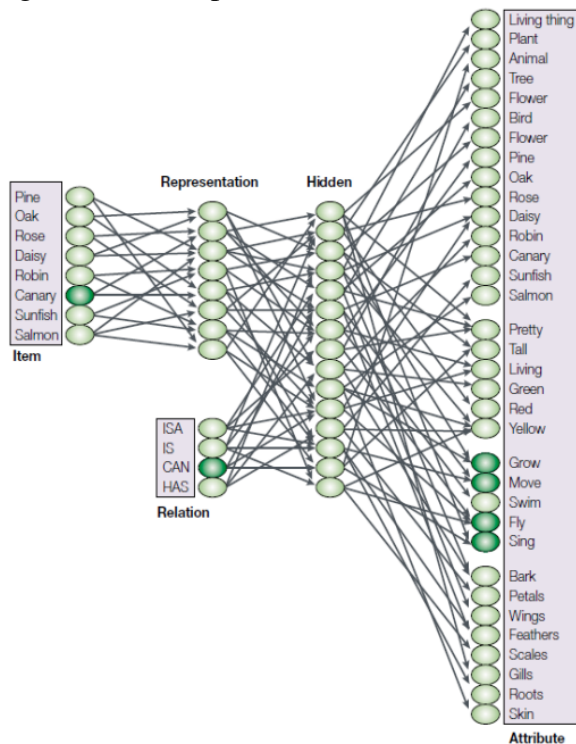 Living thing
Plant
Animal
Tree
Flower
Bird
Flower
Pine
Oak
Rose
Daisy
Robin
Canary
Sunfish
Salmon
Pretty
Tall
Living
Green
Red
Yellow
Grow
Move
Swim
Fly
Sing
Bark
Petals
Wings
Feathers
Scales
Gills
Roots
Skin
Attribute
Representation
Hidden
Pine
Oak
Rose
Daisy
Robin
Canary
Sunfish
Salmon
Item
ISA
IS
CAN
HAS
Relation